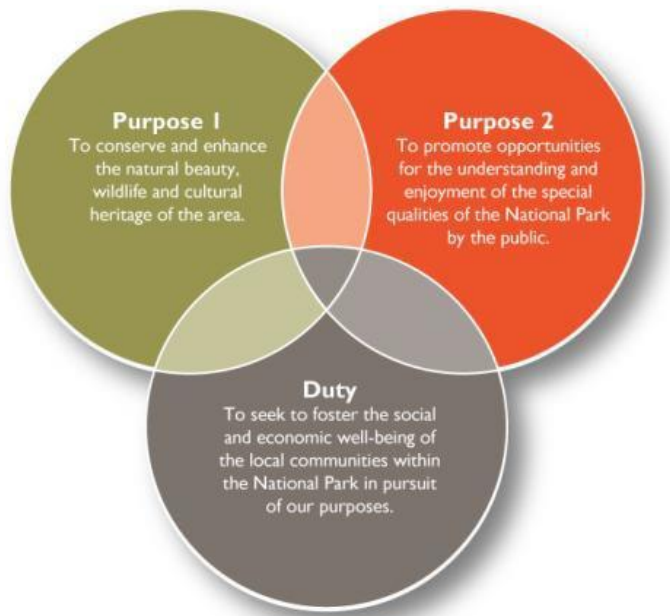 Purpose 1
To conserve and enhance
the natural beauty,
wildlife and cultural
heritage of the area.
Purpose 2
To promote opportunities
for the understanding and
enjoyment of the special
qualities of the National Park
by the public.
Duty
To seek to foster the social
and economic well-being of
the local communities within
the National Park in pursuit
of our purposes.